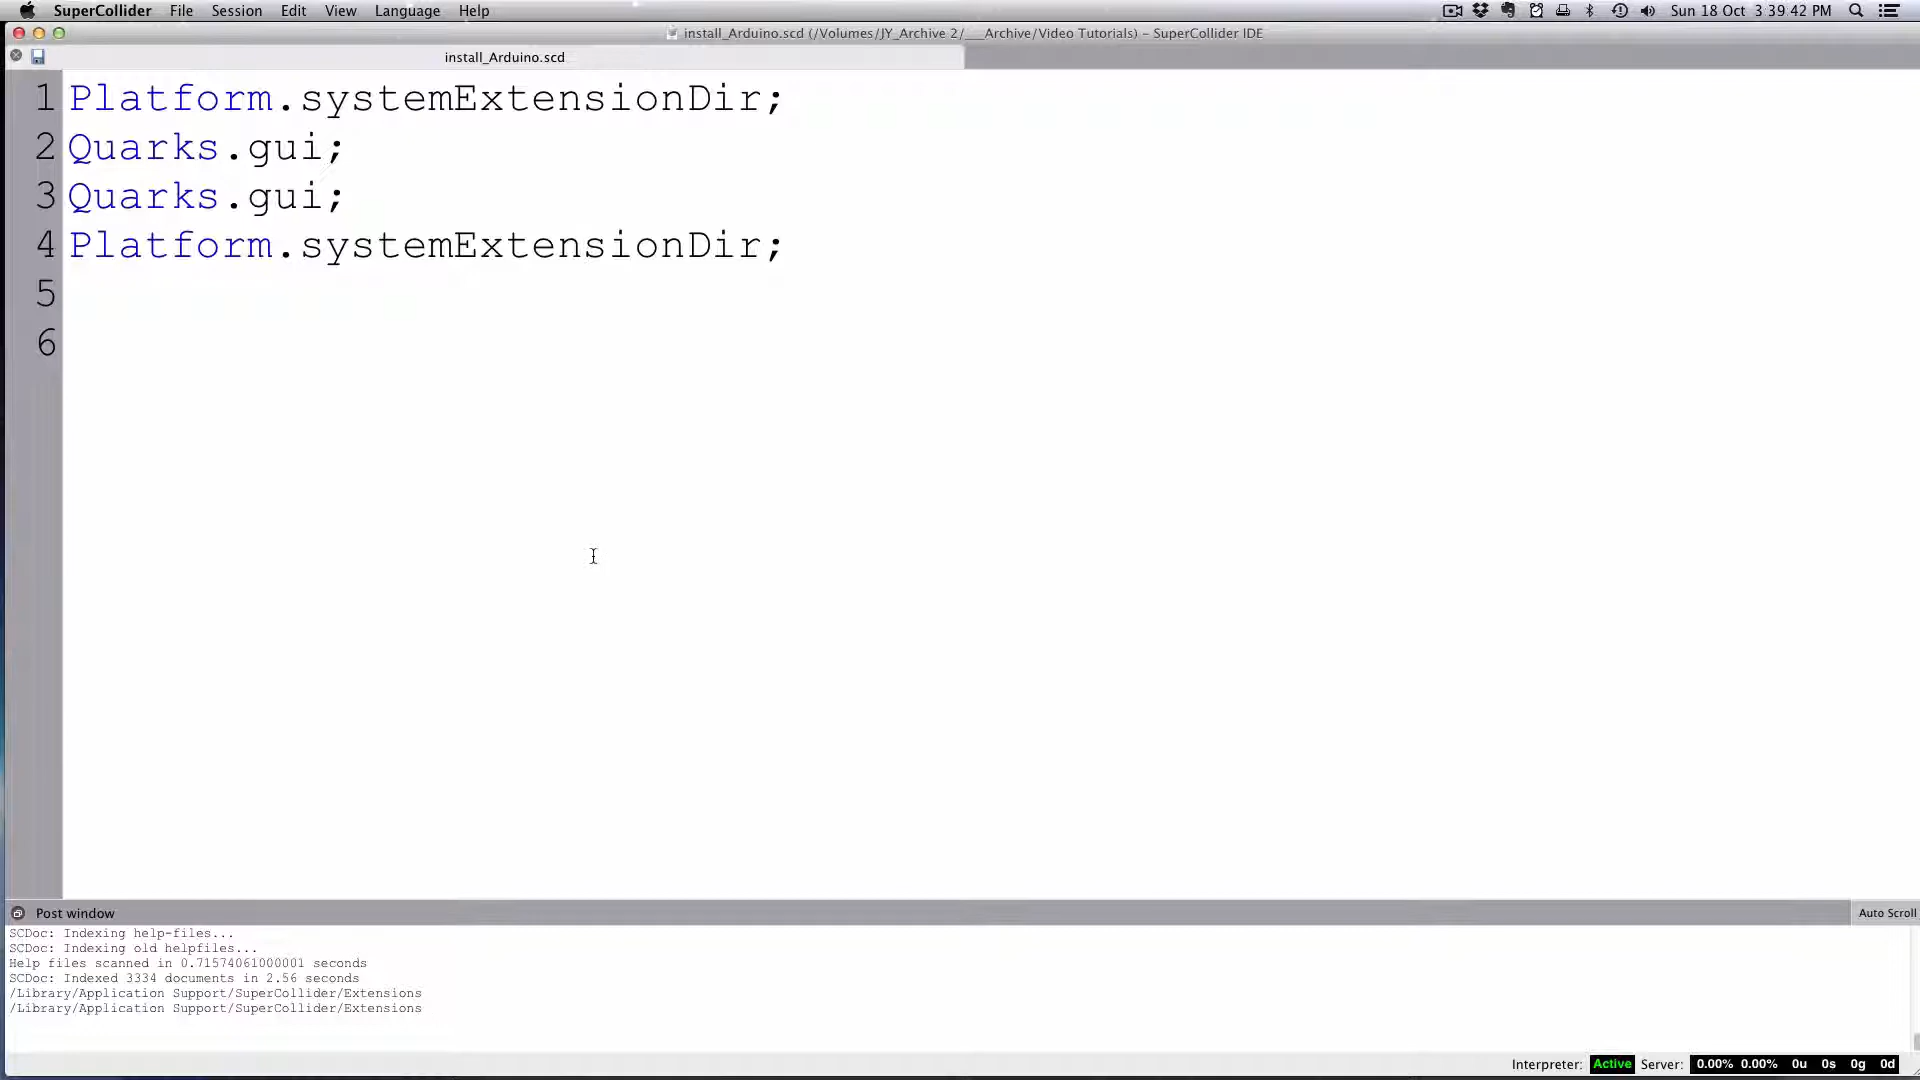 SuperCollider File Session Edit View Language Help Sun 18 Oct 3:39:42 PM
install_Arduino.scd (/Volumes/JY_Archive 2/___Archive/Video Tutorials) – SuperCollider IDE
install_Arduino.scd
1 Platform.systemExtensionDir;
2 Quarks.gui;
3 Quarks.gui;
4 Platform.systemExtensionDir;
5
6
Post window Auto Scroll
SCDoc: Indexing help-files...
SCDoc: Indexing old helpfiles...
Help files scanned in 0.71574061000001 seconds
SCDoc: Indexed 3334 documents in 2.56 seconds
/Library/Application Support/SuperCollider/Extensions
/Library/Application Support/SuperCollider/Extensions
Interpreter: Active Server: 0.00% 0.00% 0u 0s 0g 0d